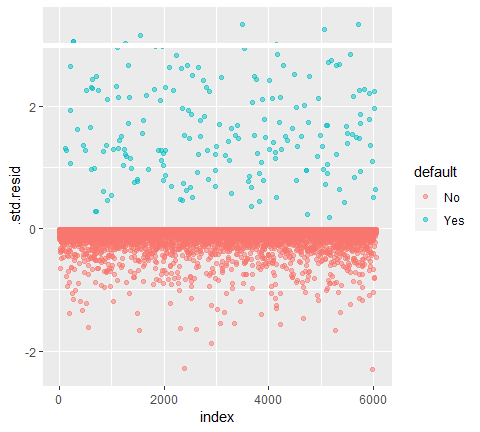 2
0
-2
.std.resid
0
2000
4000
6000
index
default
No
Yes